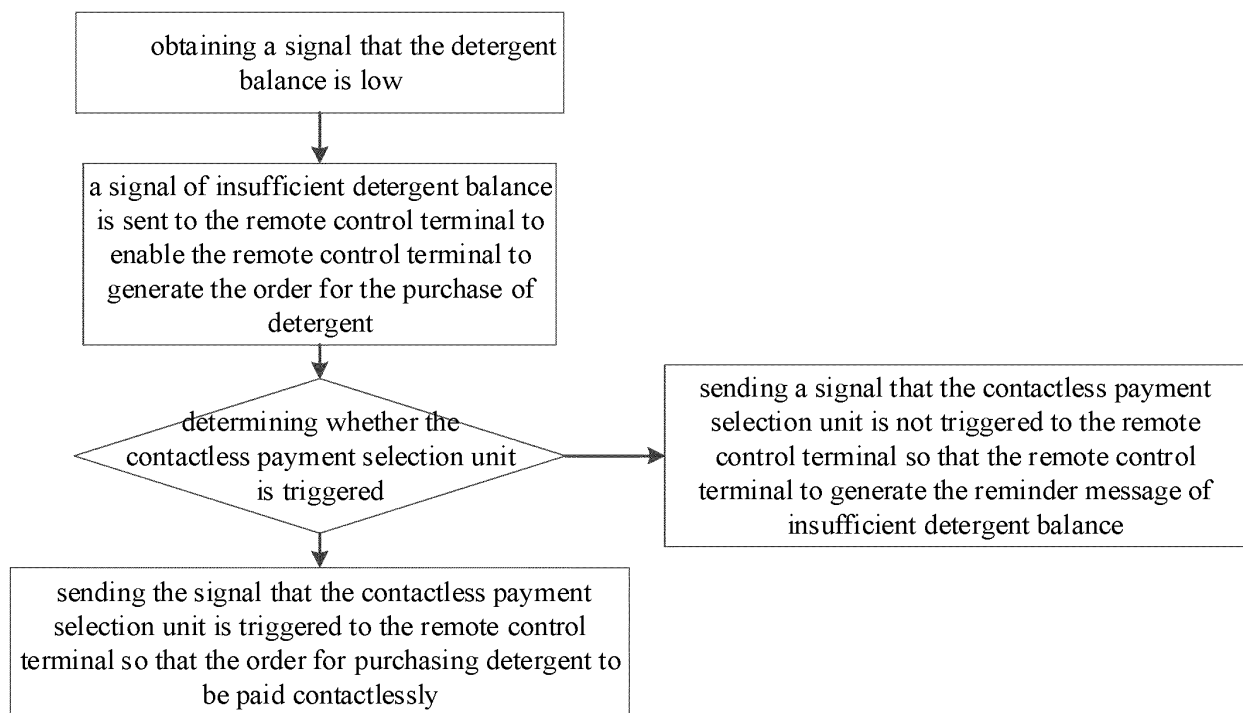 obtaining a signal that the detergent
balance is low
a signal of insufficient detergent balance
is sent to the remote control terminal to
enable the remote control terminal to
generate the order for the purchase of
detergent
determining whether the
contactless payment selection unit
is triggered
sending a signal that the contactless payment
selection unit is not triggered to the remote
control terminal so that the remote control
terminal to generate the reminder message of
insufficient detergent balance
sending the signal that the contactless payment
selection unit is triggered to the remote control
terminal so that the order for purchasing detergent to
be paid contactlessly